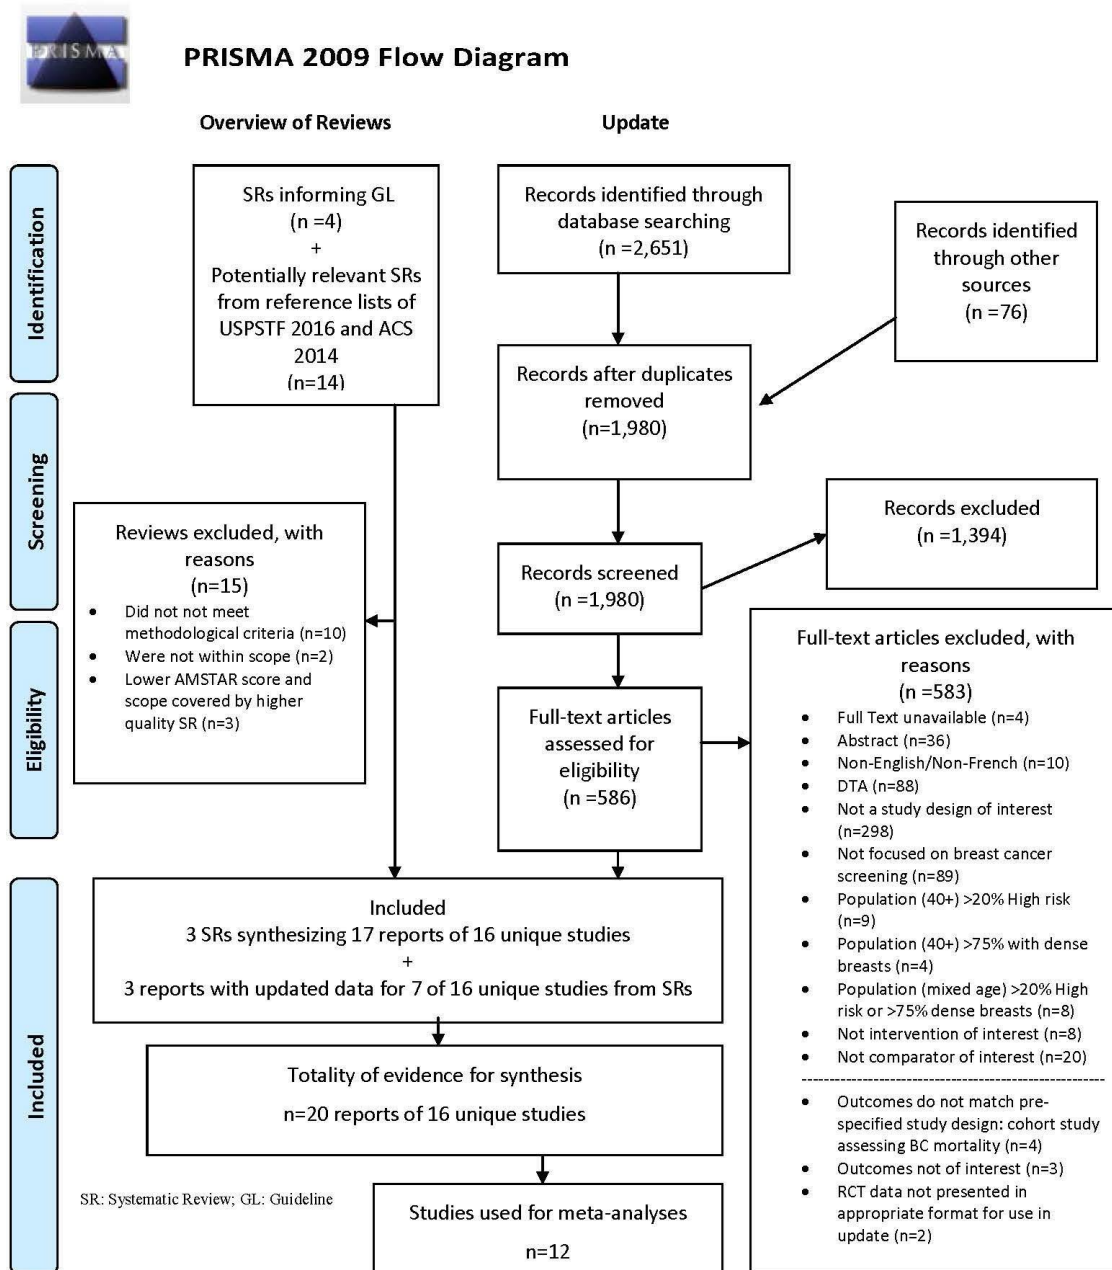 PRISMA
PRISMA 2009 Flow Diagram
Overview of Reviews
Update
Identification
SRs informing GL
(n =4)
+
Potentially relevant SRs
from reference lists of
USPSTF 2016 and ACS
2014
(n=14)
Records identified through
database searching
(n =2,651)
Records identified
through other
sources
(n =76)
Records after duplicates
removed
(n=1,980)
Screening
Reviews excluded, with
reasons
(n=15)
• Did not not meet
methodological criteria (n=10)
• Were not within scope (n=2)
• Lower AMSTAR score and
scope covered by higher
quality SR (n=3)
Records screened
(n =1,980)
Records excluded
(n =1,394)
Eligibility
Full-text articles
assessed for
eligibility
(n =586)
Full-text articles excluded, with
reasons
(n =583)
• Full Text unavailable (n=4)
• Abstract (n=36)
• Non-English/Non-French (n=10)
• DTA (n=88)
• Not a study design of interest
(n=298)
• Not focused on breast cancer
screening (n=89)
• Population (40+) >20% High risk
(n=9)
• Population (40+) >75% with dense
breasts (n=4)
• Population (mixed age) >20% High
risk or >75% dense breasts (n=8)
• Not intervention of interest (n=8)
• Not comparator of interest (n=20)
--------------------------------------------
• Outcomes do not match pre-
specified study design: cohort study
assessing BC mortality (n=4)
• Outcomes not of interest (n=3)
• RCT data not presented in
appropriate format for use in
update (n=2)
Included
Included
3 SRs synthesizing 17 reports of 16 unique studies
+
3 reports with updated data for 7 of 16 unique studies from SRs
Totality of evidence for synthesis
n=20 reports of 16 unique studies
SR: Systematic Review; GL: Guideline
Studies used for meta-analyses
n=12